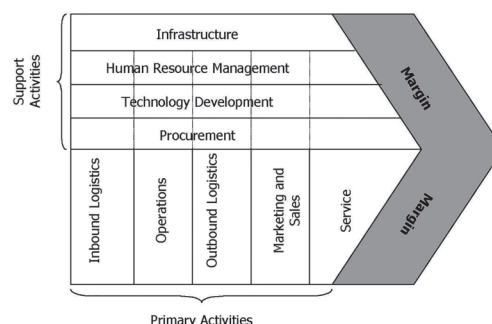 Support
Activities
Infrastructure
Human Resource Management
Technology Development
Procurement
Inbound Logistics
Operations
Outbound Logistics
Marketing and
Sales
Service
Margin
Margin
Primary Activities